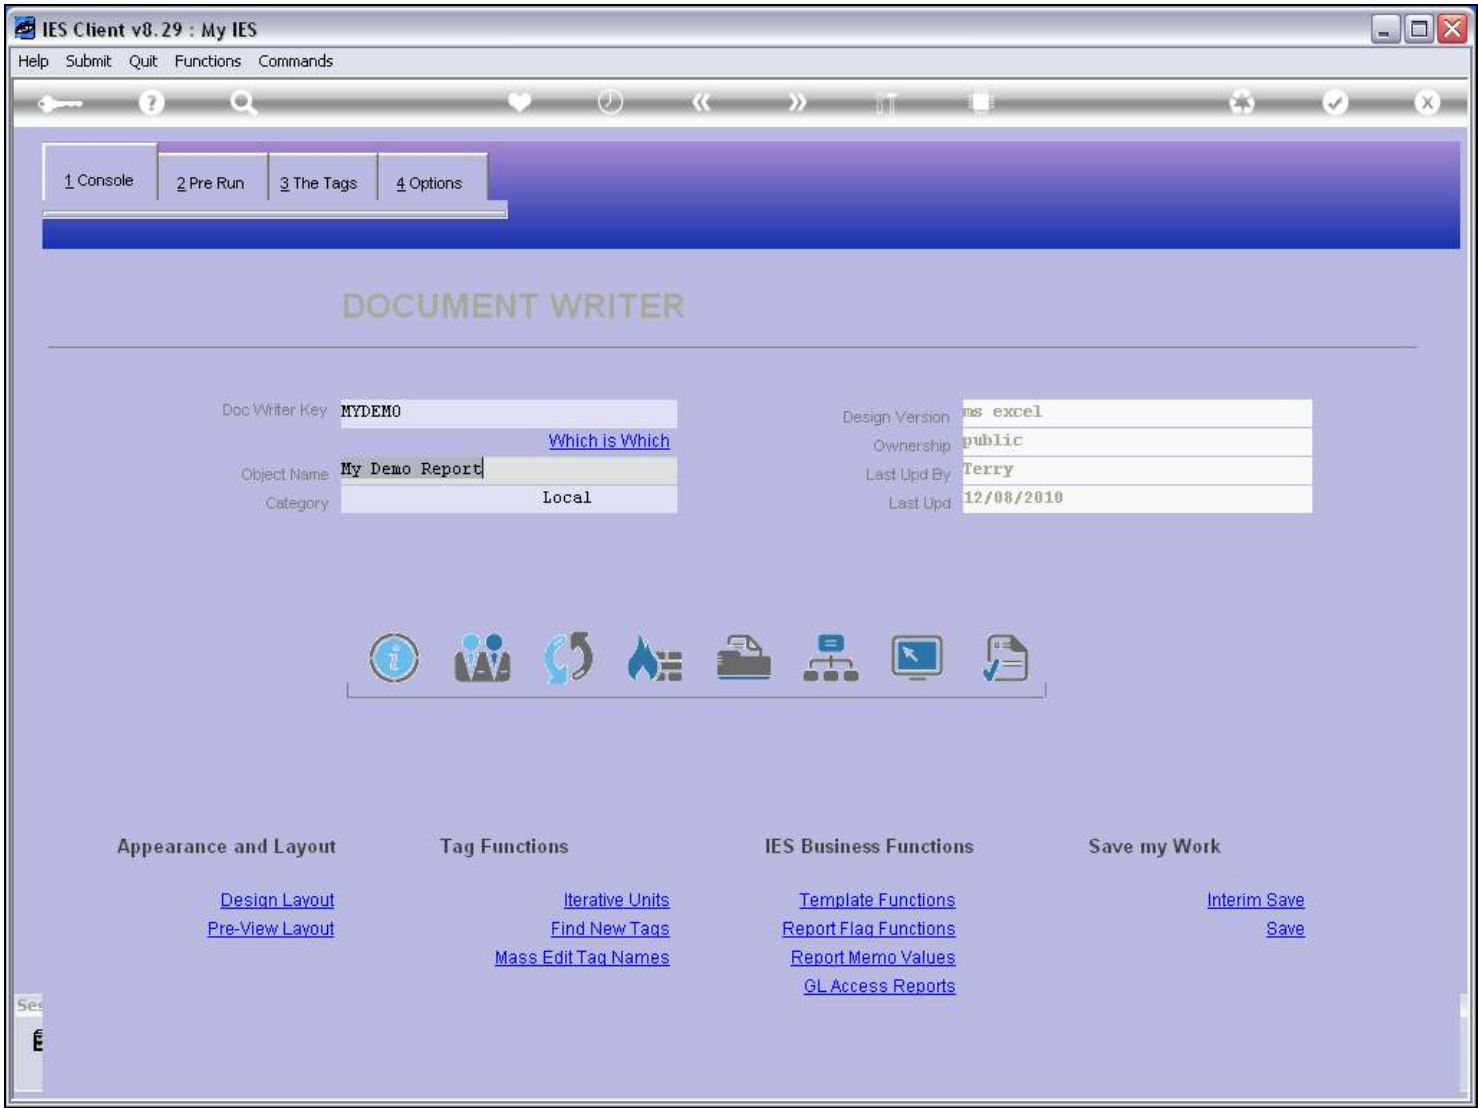 IES Client v8.29 : My IES
Help Submit Quit Functions Commands
1 Console 2 Pre Run 3 The Tags 4 Options
DOCUMENT WRITER
Doc Writer Key MYDEMO
Which is Which
Object Name My Demo Report
Category Local
Design Version ms excel
Ownership public
Last Upd By Terry
Last Upd 12/08/2010
Appearance and Layout
Design Layout
Pre-View Layout
Tag Functions
Iterative Units
Find New Tags
Mass Edit Tag Names
IES Business Functions
Template Functions
Report Flag Functions
Report Memo Values
GL Access Reports
Save my Work
Interim Save
Save
Ses